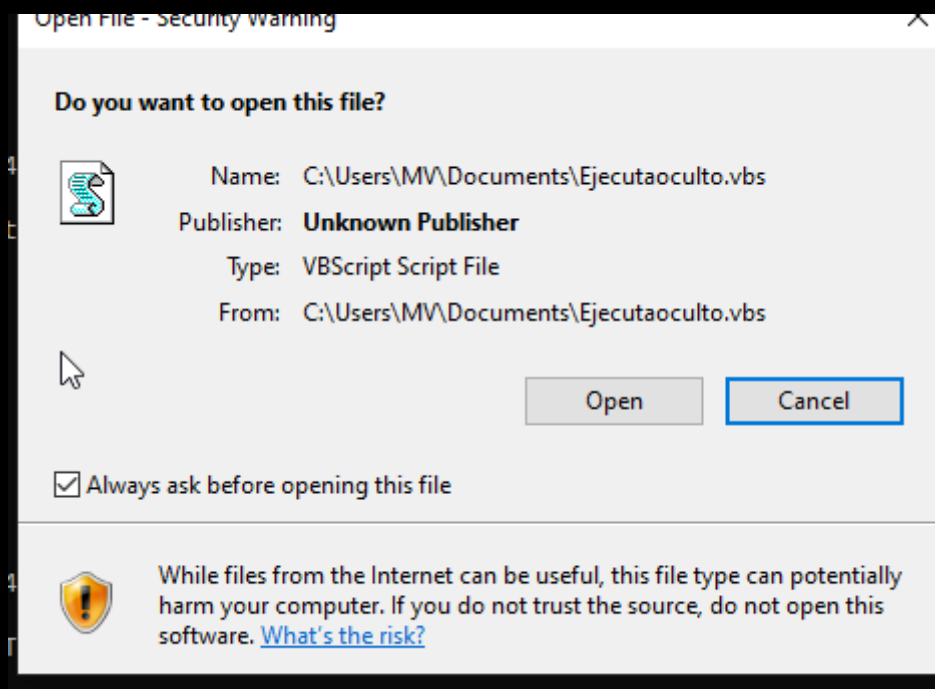 Open File - Security Warning
Do you want to open this file?
Name: C:\Users\MV\Documents\Ejecutaoculto.vbs
Publisher: Unknown Publisher
Type: VBScript Script File
From: C:\Users\MV\Documents\Ejecutaoculto.vbs
Open Cancel
Always ask before opening this file
While files from the Internet can be useful, this file type can potentially
harm your computer. If you do not trust the source, do not open this
software. What's the risk?